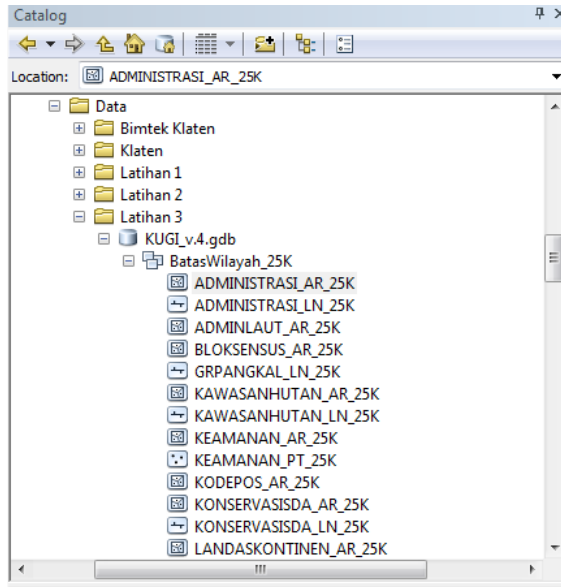 Catalog
Location: ADMINISTRASI_AR_25K
Data
Bimtek Klaten
Klaten
Latihan 1
Latihan 2
Latihan 3
KUGI_v.4.gdb
BatasWilayah_25K
ADMINISTRASI_AR_25K
ADMINISTRASI_LN_25K
ADMINLAUT_AR_25K
BLOKSENSUS_AR_25K
GRPANGKAL_LN_25K
KAWASANHUTAN_AR_25K
KAWASANHUTAN_LN_25K
KEAMANAN_AR_25K
KEAMANAN_PT_25K
KODEPOS_AR_25K
KONSERVASISDA_AR_25K
KONSERVASISDA_LN_25K
LANDASKONTINEN_AR_25K